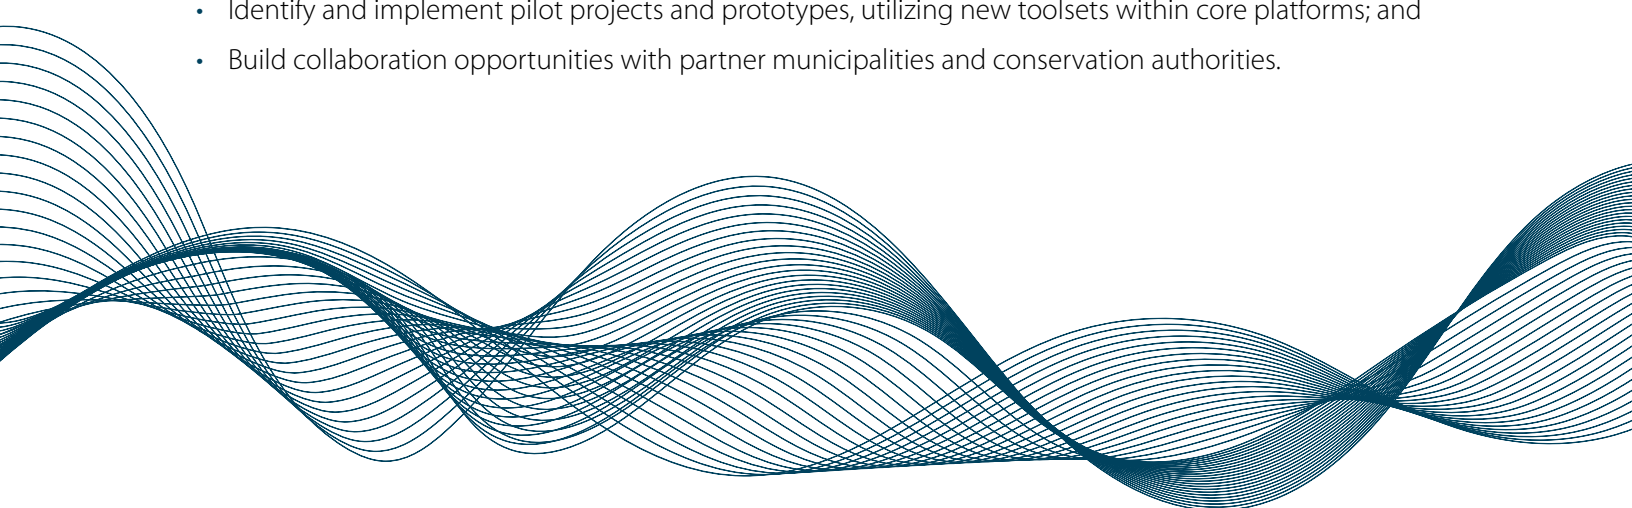 • Identify and implement pilot projects and prototypes, utilizing new toolsets within core platforms; and
• Build collaboration opportunities with partner municipalities and conservation authorities.